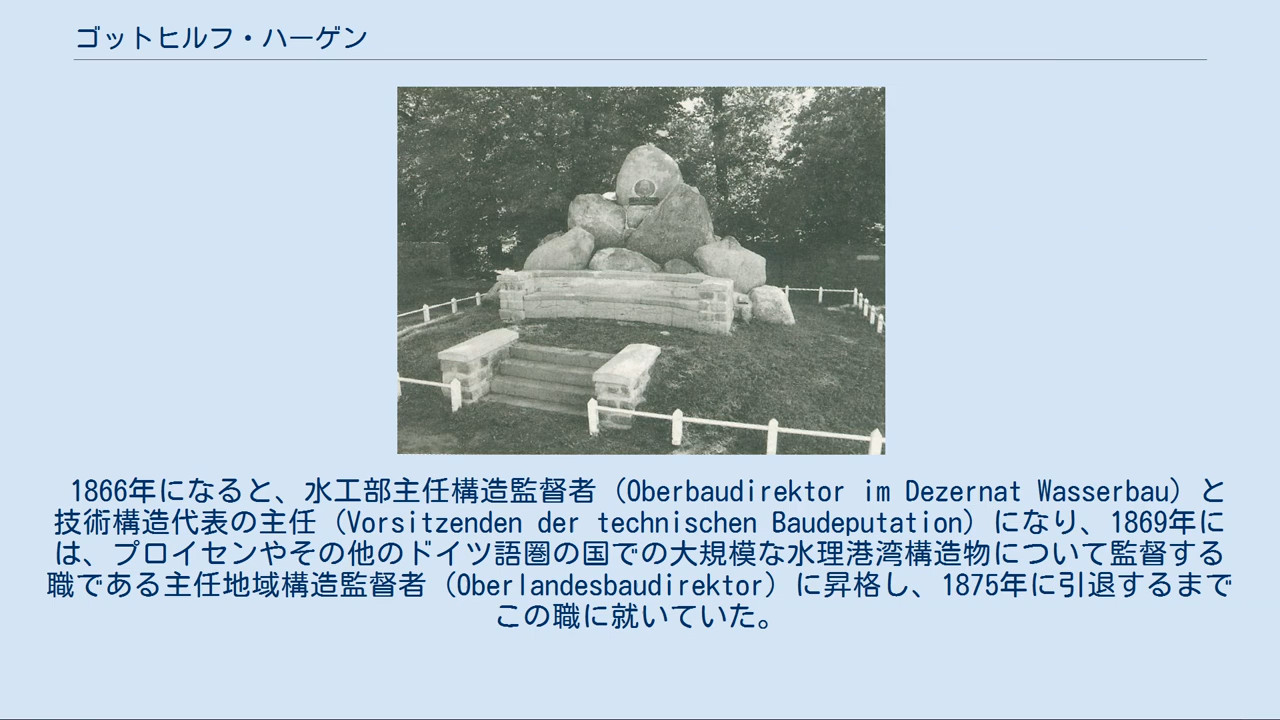 ゴットヒルフ・ハーゲン
1866年になると、水工部主任構造監督者（Oberbaudirektor im Dezernat Wasserbau）と
技術構造代表の主任（Vorsitzenden der technischen Baudeputation）になり、1869年に
は、プロイセンやその他のドイツ語圏の国での大規模な水理港湾構造物について監督する
職である主任地域構造監督者（Oberlandesbaudirektor）に昇格し、1875年に引退するまで
この職に就いていた。